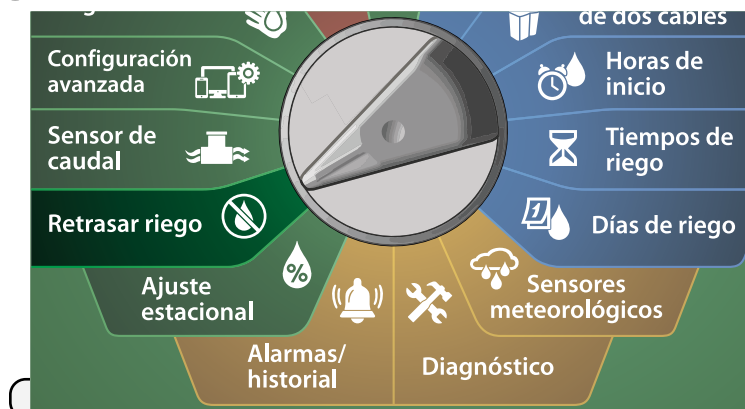 de dos cables
Configuración
avanzada
Horas de
inicio
Sensor de
caudal
Tiempos de
riego
Retrasar riego
Días de riego
Ajuste
estacional
%
Sensores
meteorológicos
Alarmas/
historial
Diagnóstico
1